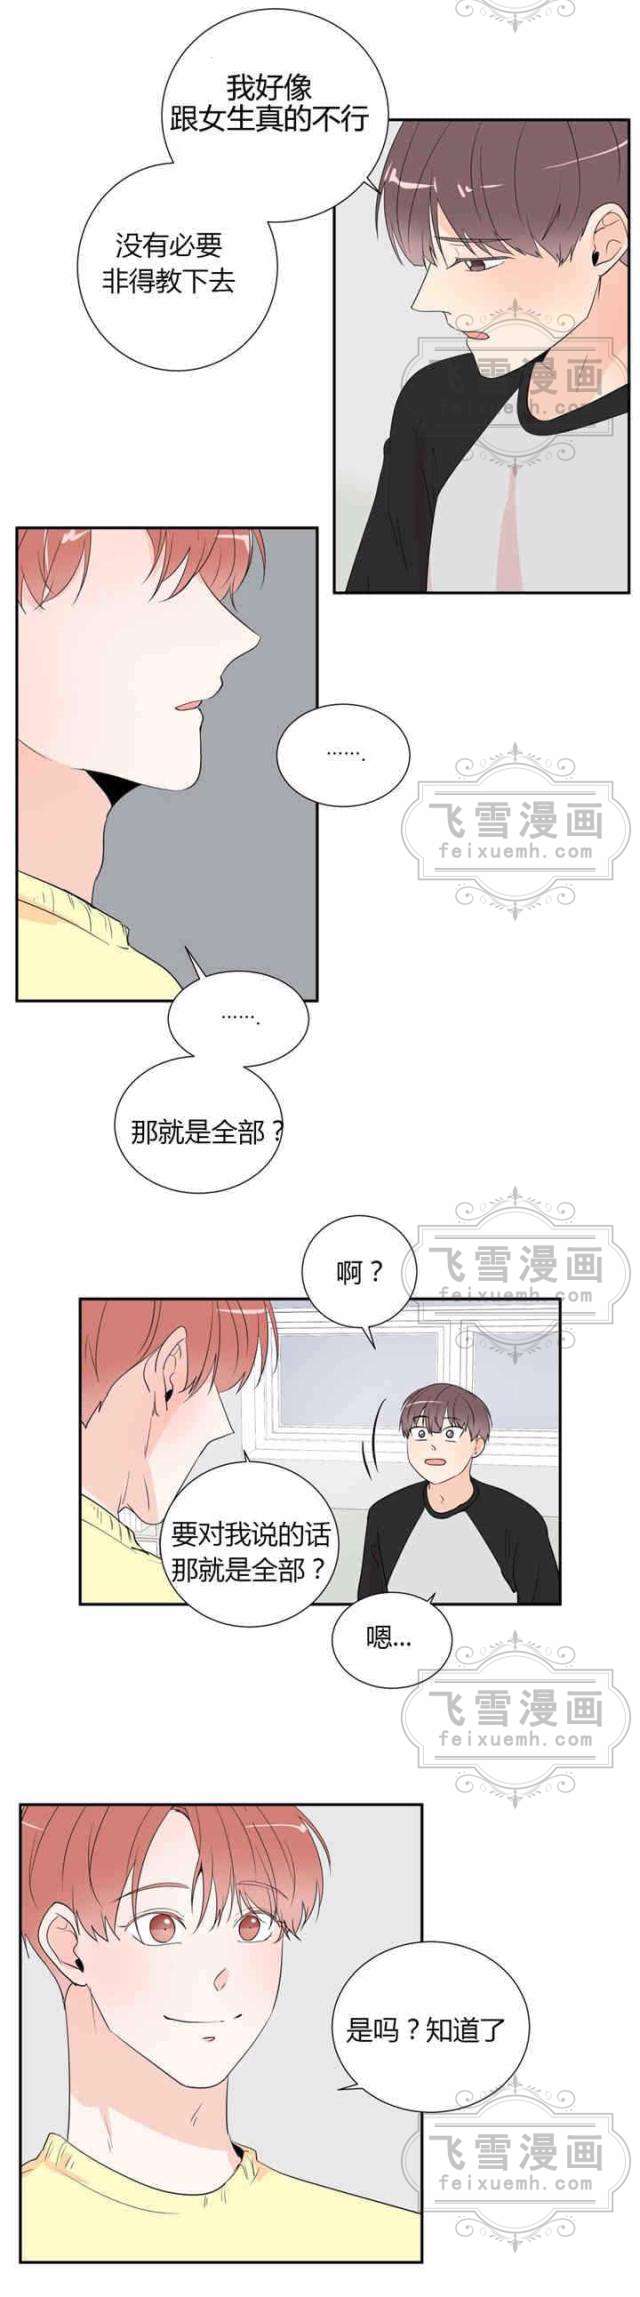 我好像
跟女生真的不行
没有必要
非得教下去
飞雪漫画
feixuemh.com
…….
飞雪漫画
feixuemh.com
…….
那就是全部？
啊？
飞雪漫画
feixuemh.com
要对我说的话
那就是全部？
嗯...
飞雪漫画
feixuemh.com
是吗？知道了
飞雪漫画
feixuemh.com